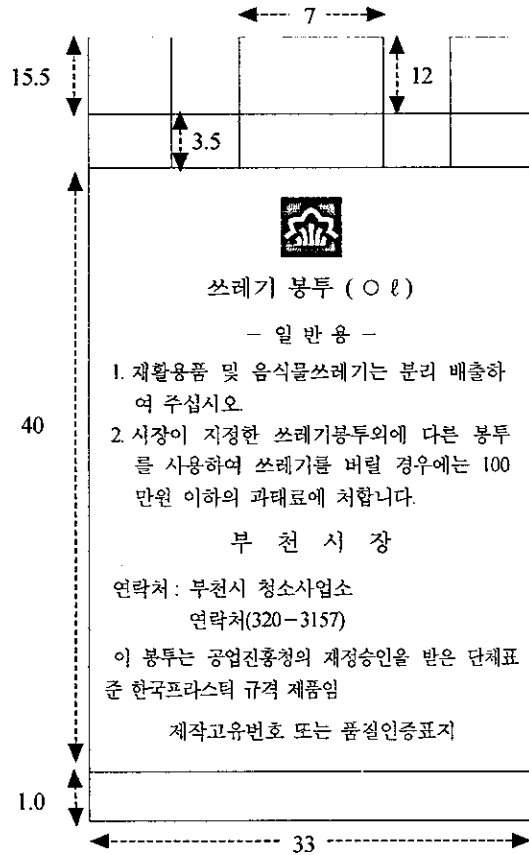 7
15.5
12
3.5
쓰레기 봉투 ( ○ ℓ )
－ 일 반 용 －
1. 재활용품 및 음식물쓰레기는 분리 배출하
여 주십시오.
2. 시장이 지정한 쓰레기봉투외에 다른 봉투
를 사용하여 쓰레기를 버릴 경우에는 100
만원 이하의 과태료에 처합니다.
40
부 천 시 장
연락처 : 부천시 청소사업소
연락처(320－3157)
이 봉투는 공업진흥청의 재정승인을 받은 단체표
준 한국프라스틱 규격 제품임
제작고유번호 또는 품질인증표지
1.0
33